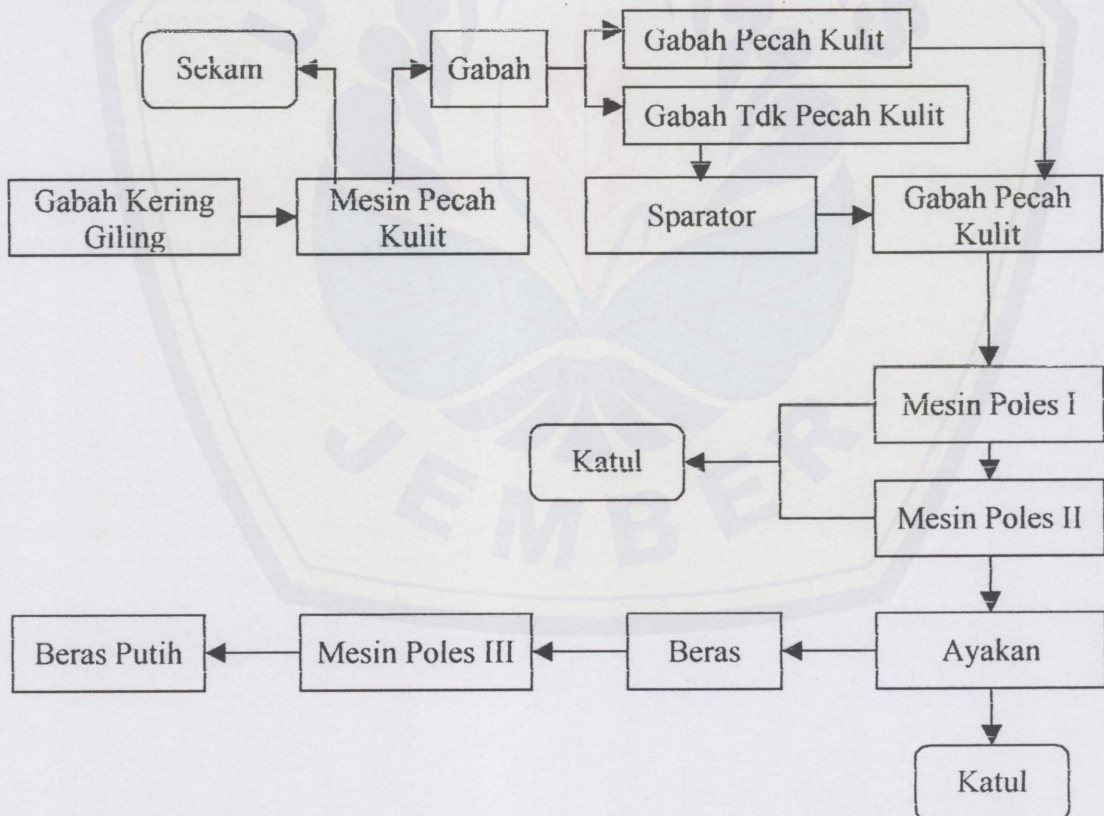 Sekam
Gabah
Gabah Pecah Kulit
Gabah Tdk Pecah Kulit
Gabah Kering
Giling
Mesin Pecah
Kulit
Sparator
Gabah Pecah
Kulit
Mesin Poles I
Katul
Mesin Poles II
Beras Putih
Mesin Poles III
Beras
Ayakan
Katul
JEMBER